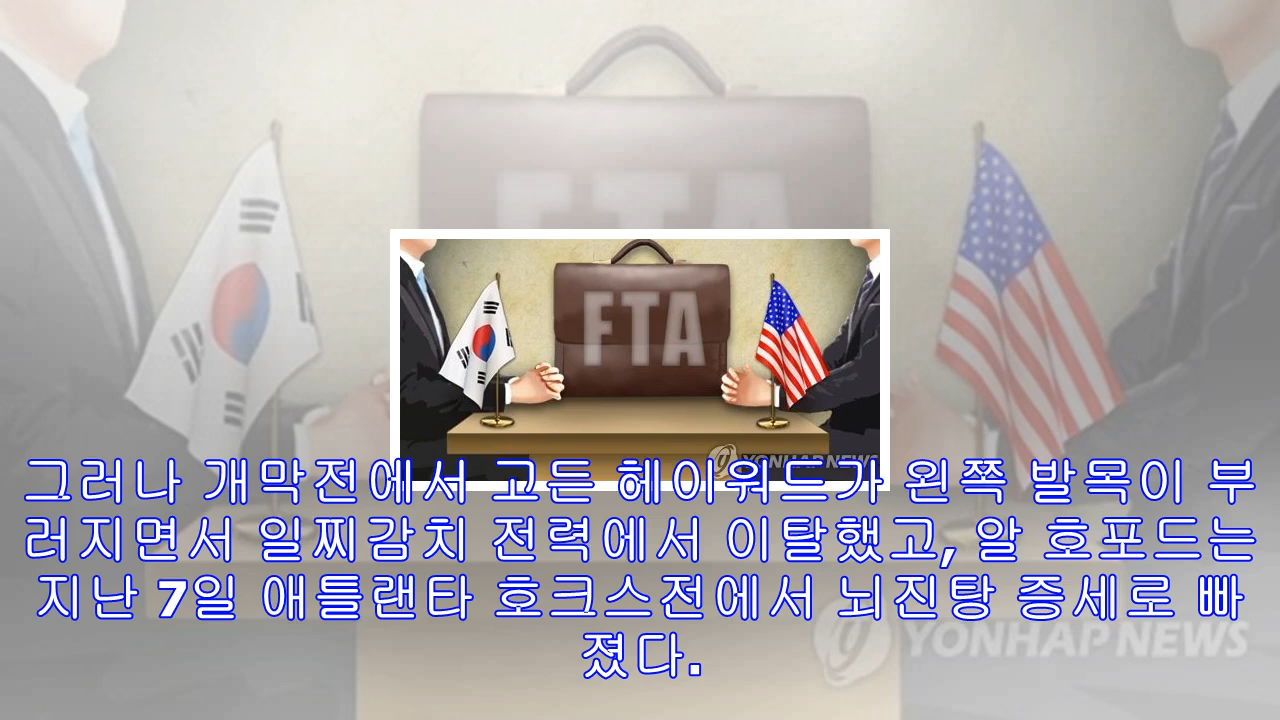 FTA
FTA
YONHAP NEWS
그러나 개막전에서 고든 헤이워드가 왼쪽 발목이 부
러지면서 일찌감치 전력에서 이탈했고, 알 호포드는
지난 7일 애틀랜타 호크스전에서 뇌진탕 증세로 빠
졌다.
YONHAP NEWS